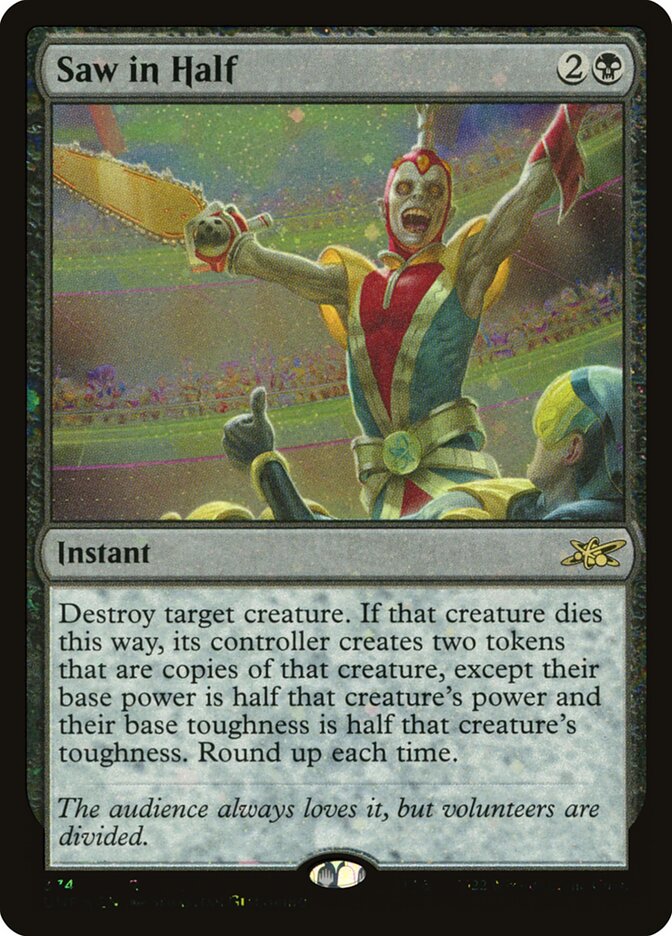 Saw in Half 2
Instant
Destroy target creature. If that creature dies
this way, its controller creates two tokens
that are copies of that creature, except their
base power is half that creature's power and
their base toughness is half that creature's
toughness. Round up each time.
The audience always loves it, but volunteers are
divided.